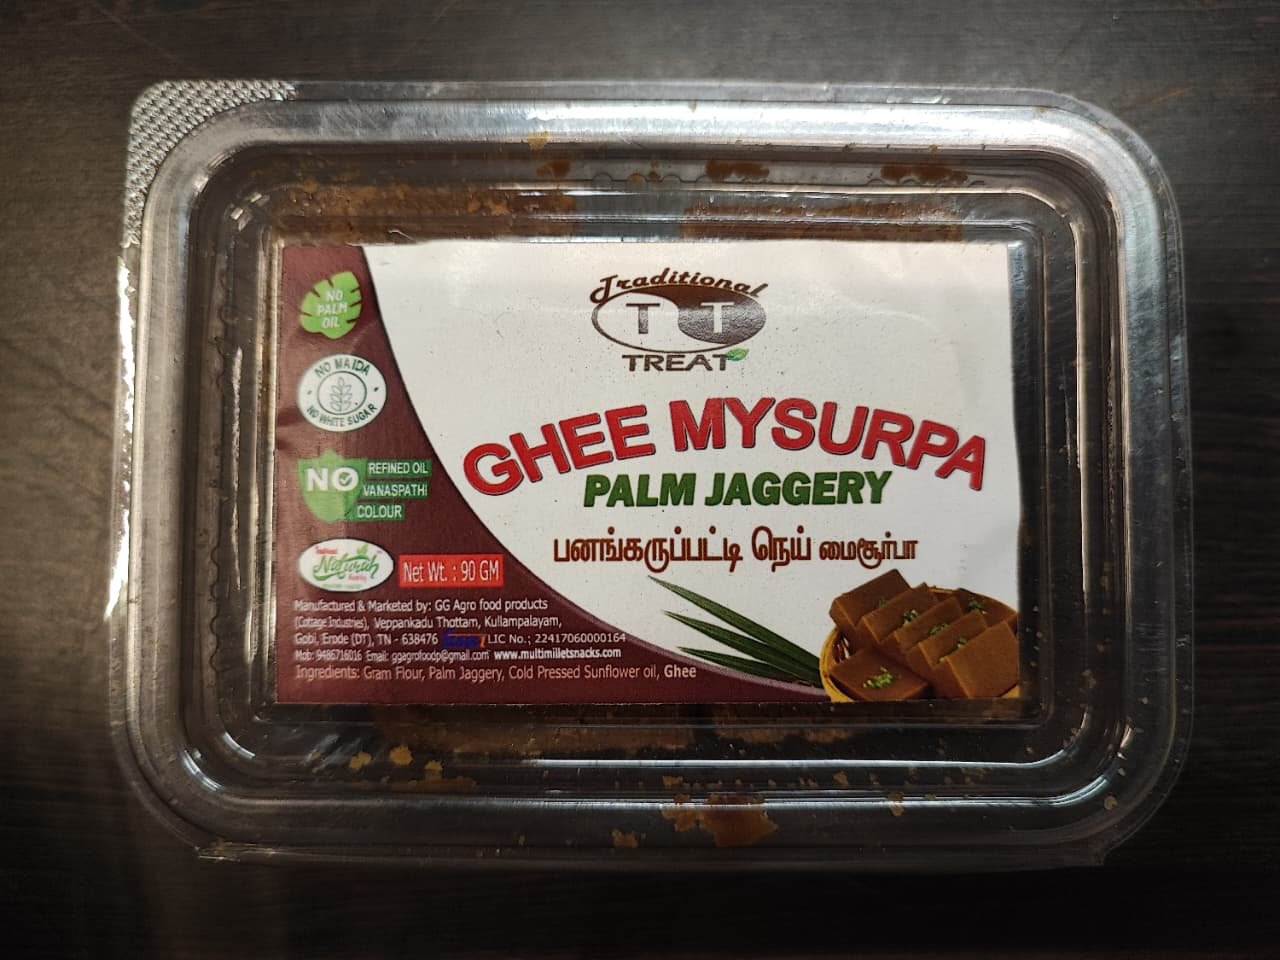 Traditional
T T
TREAT
GHEE MYSURPA
PALM JAGGERY
பனங்கருப்பட்டி நெய் மைசூர்பா
NO
PALM
OIL
NO MAIDA
NO WHITE SUGAR
NO
REFINED OIL
VANASPATHI
COLOUR
Natural
Net Wt. : 90 GM
Manufactured & Marketed by: GG Agro food products
(Cottage Industries), Veppankadu Thottam, Kullampalayam,
Gobi, Erode (DT), TN - 638476 LIC No.; 22417060000164
Mob: 9486716016 Email: ggagrofoodp@gmail.com www.multimilletsnacks.com
Ingredients: Gram Flour, Palm Jaggery, Cold Pressed Sunflower oil, Ghee